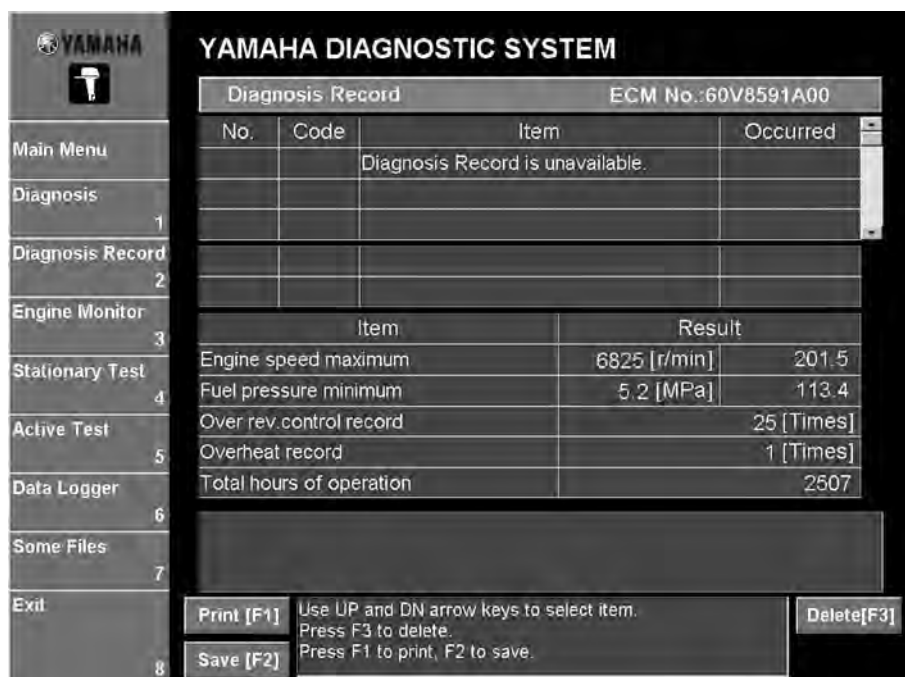 YAMAHA
YAMAHA DIAGNOSTIC SYSTEM
Diagnosis Record ECM No.:60V8591A00
No. Code Item Occurred
Diagnosis Record is unavailable.
Main Menu
Diagnosis
1
Diagnosis Record
2
Engine Monitor
3
Stationary Test
4
Active Test
5
Data Logger
6
Some Files
7
Exit
8
Item Result
Engine speed maximum 6825 [r/min] 201.5
Fuel pressure minimum 5.2 [MPa] 113.4
Over rev.control record 25 [Times]
Overheat record 1 [Times]
Total hours of operation 2507
Print [F1]
Save [F2]
Use UP and DN arrow keys to select item.
Press F3 to delete.
Press F1 to print, F2 to save.
Delete[F3]